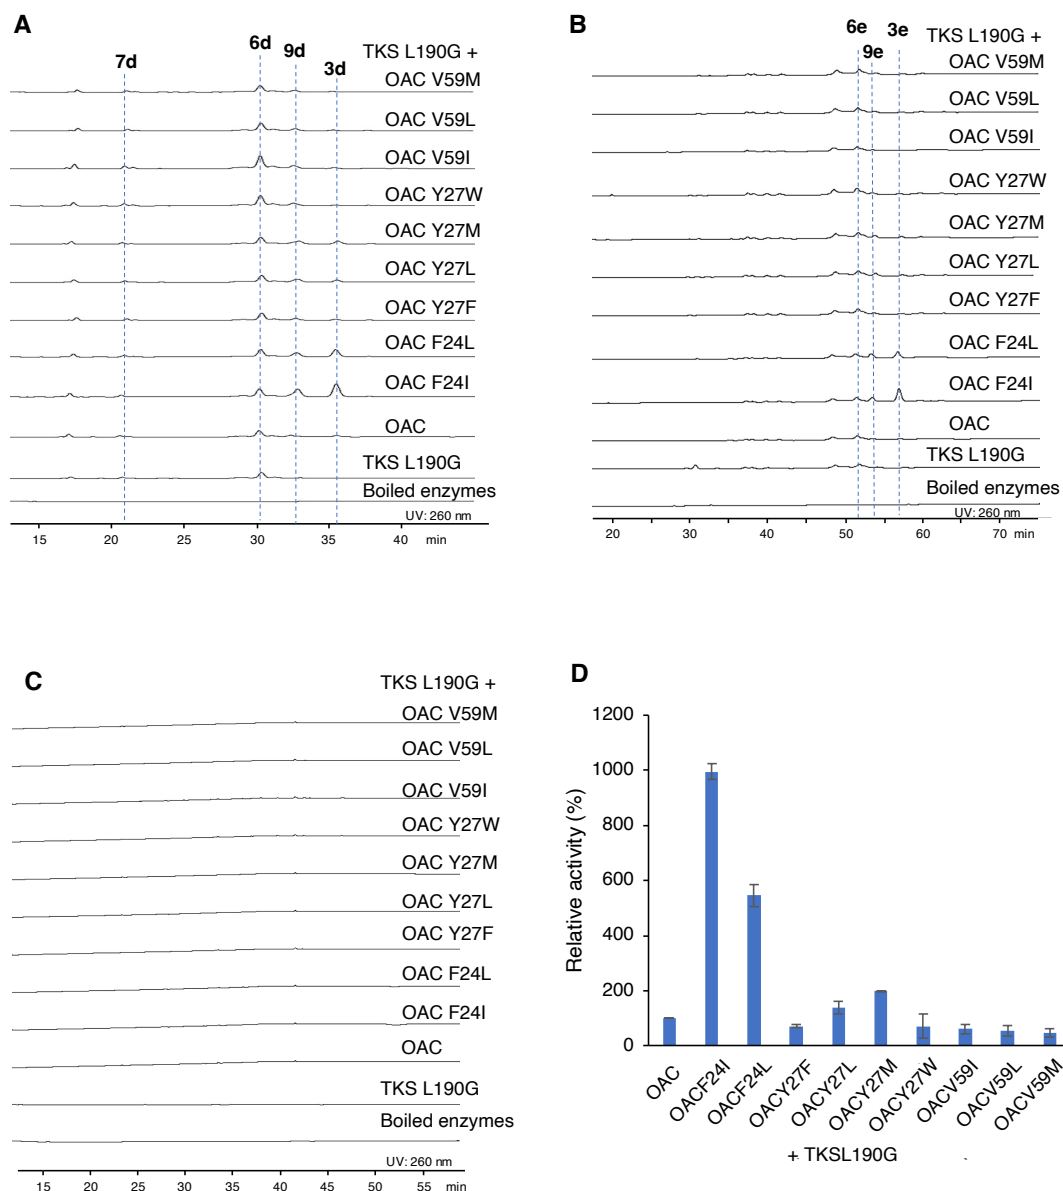 A
TKS L190G +
7d
6d
9d
3d
OAC V59M
OAC V59L
OAC V59I
OAC Y27W
OAC Y27M
OAC Y27L
OAC Y27F
OAC F24L
OAC F24I
OAC
TKS L190G
Boiled enzymes
UV: 260 nm
15 20 25 30 35 40 min
B
TKS L190G +
6e
9e
3e
OAC V59M
OAC V59L
OAC V59I
OAC Y27W
OAC Y27M
OAC Y27L
OAC Y27F
OAC F24L
OAC F24I
OAC
TKS L190G
Boiled enzymes
UV: 260 nm
20 30 40 50 60 70 min
C
TKS L190G +
OAC V59M
OAC V59L
OAC V59I
OAC Y27W
OAC Y27M
OAC Y27L
OAC Y27F
OAC F24L
OAC F24I
OAC
TKS L190G
Boiled enzymes
UV: 260 nm
15 20 25 30 35 40 45 50 55 min
D
Relative activity (%)
1200
1000
800
600
400
200
0
OAC
OACF24I
OACF24L
OACY27F
OACY27L
OACY27M
OACY27W
OACV59I
OACV59L
OACV59M
+ TKSL190G